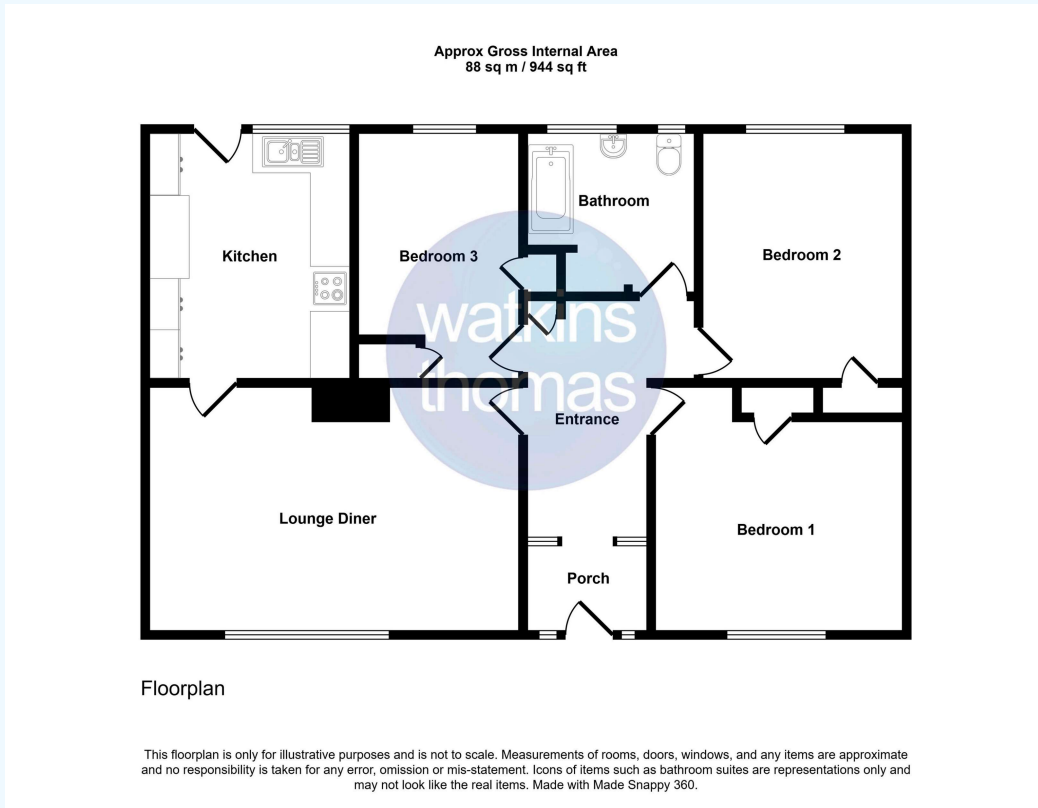 Approx Gross Internal Area
88 sq m / 944 sq ft
Bathroom
Kitchen
Bedroom 3
Bedroom 2
watkins
thomas
Entrance
Lounge Diner
Bedroom 1
Porch
Floorplan
This floorplan is only for illustrative purposes and is not to scale. Measurements of rooms, doors, windows, and any items are approximate
and no responsibility is taken for any error, omission or mis-statement. Icons of items such as bathroom suites are representations only and
may not look like the real items. Made with Made Snappy 360.